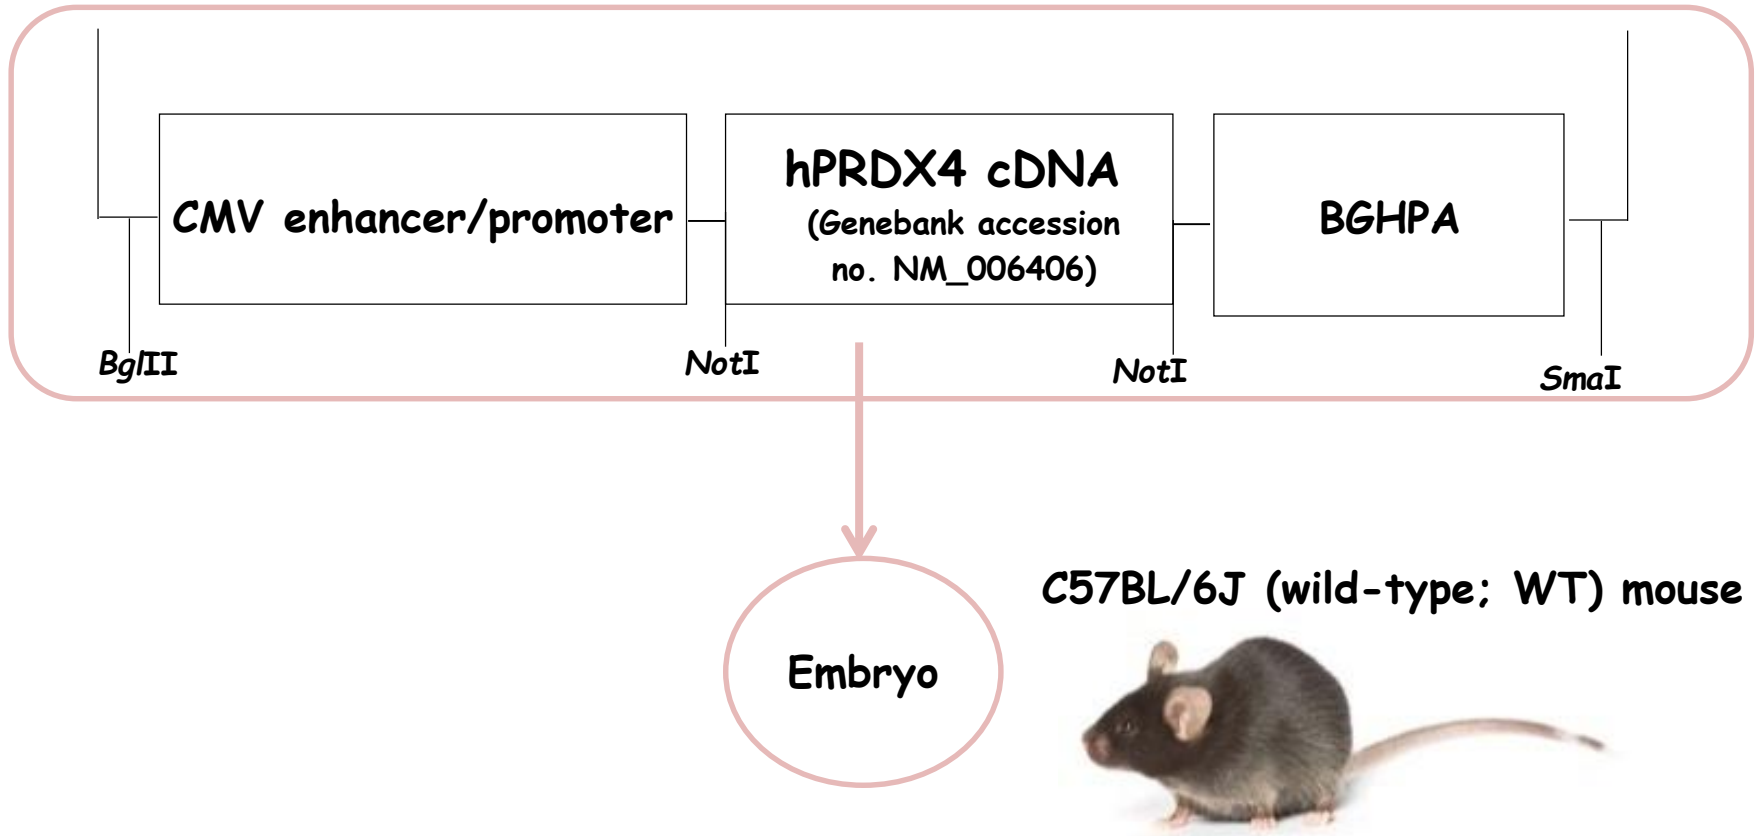 CMV enhancer/promoter
hPRDX4 cDNA
(Genebank accession
no. NM_006406)
BGHPA
BglII
NotI
NotI
SmaI
C57BL/6J (wild-type; WT) mouse
Embryo